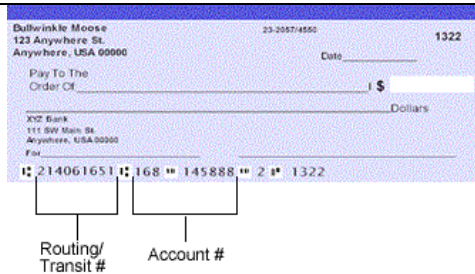 Bullwinkle Moose
123 Anywhere St.
Anywhere, USA 00000
23-2057/4550
1322
Date
Pay To The
Order Of
$
Dollars
XYZ Bank
111 SW Main St.
Anywhere, USA 00000
For
⑆ 214061651 ⑆ 168 ⑉ 145888 ⑉ 2 ⑈ 1322
Routing/
Transit #
Account #